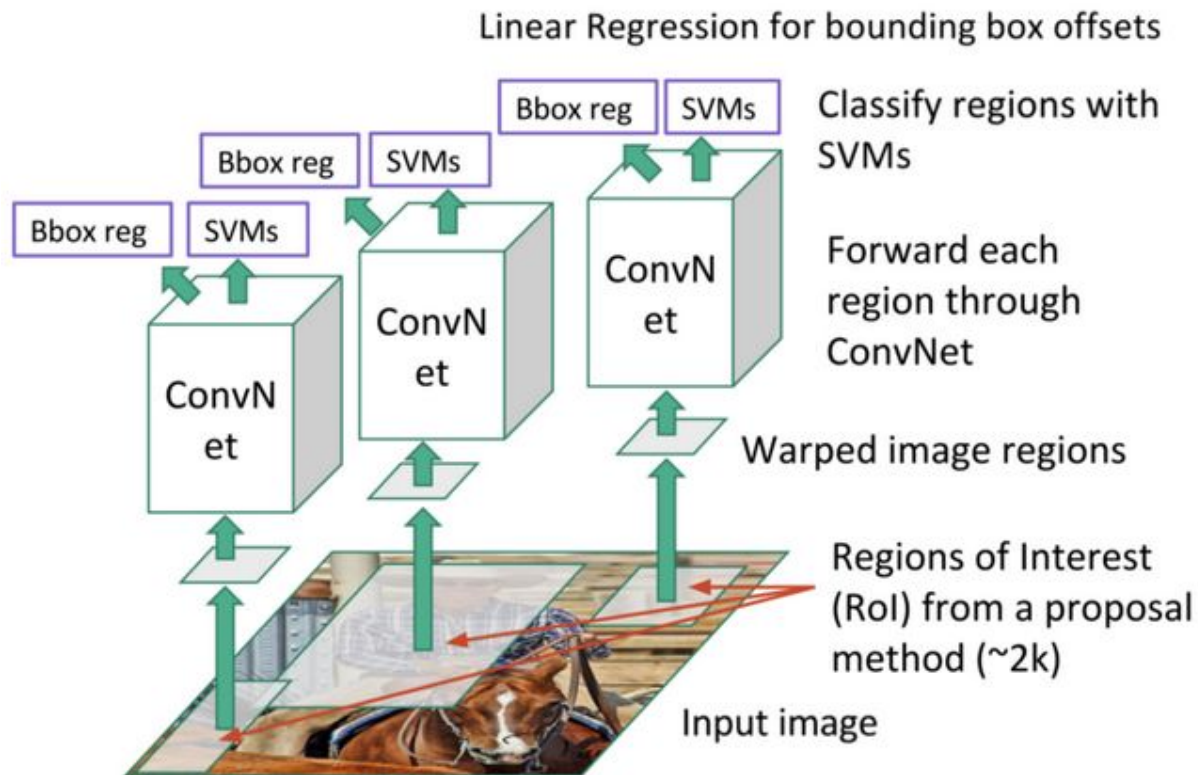 Linear Regression for bounding box offsets
Bbox reg
SVMs
Classify regions with
SVMs
Bbox reg
SVMs
Bbox reg
SVMs
ConvN
et
ConvN
et
ConvN
et
Forward each
region through
ConvNet
Warped image regions
Regions of Interest
(RoI) from a proposal
method (~2k)
Input image